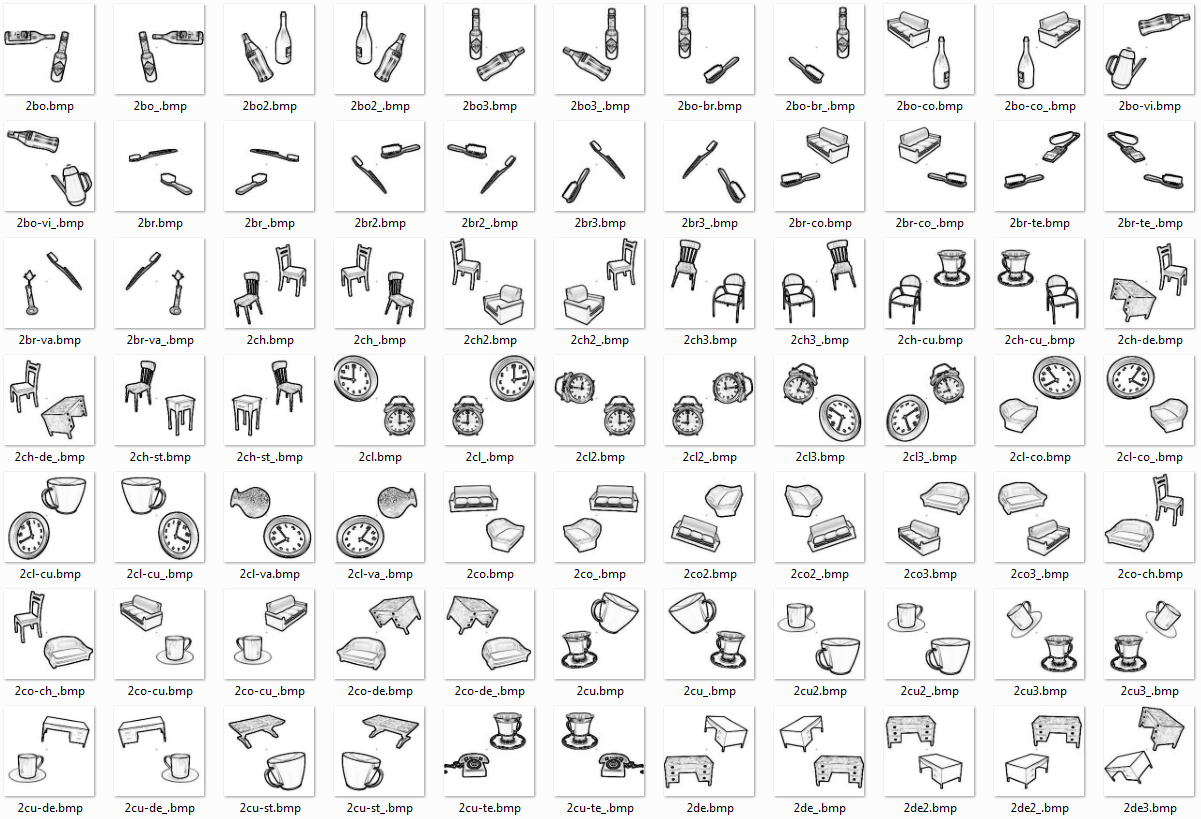 2bo.bmp 2bo_.bmp 2bo2.bmp 2bo2_.bmp 2bo3.bmp 2bo3_.bmp 2bo-br.bmp 2bo-br_.bmp 2bo-co.bmp 2bo-co_.bmp 2bo-vi.bmp
2bo-vi_.bmp 2br.bmp 2br_.bmp 2br2.bmp 2br2_.bmp 2br3.bmp 2br3_.bmp 2br-co.bmp 2br-co_.bmp 2br-te.bmp 2br-te_.bmp
2br-va.bmp 2br-va_.bmp 2ch.bmp 2ch_.bmp 2ch2.bmp 2ch2_.bmp 2ch3.bmp 2ch3_.bmp 2ch-cu.bmp 2ch-cu_.bmp 2ch-de.bmp
2ch-de_.bmp 2ch-st.bmp 2ch-st_.bmp 2cl.bmp 2cl_.bmp 2cl2.bmp 2cl2_.bmp 2cl3.bmp 2cl3_.bmp 2cl-co.bmp 2cl-co_.bmp
2cl-cu.bmp 2cl-cu_.bmp 2cl-va.bmp 2cl-va_.bmp 2co.bmp 2co_.bmp 2co2.bmp 2co2_.bmp 2co3.bmp 2co3_.bmp 2co-ch.bmp
2co-ch_.bmp 2co-cu.bmp 2co-cu_.bmp 2co-de.bmp 2co-de_.bmp 2cu.bmp 2cu_.bmp 2cu2.bmp 2cu2_.bmp 2cu3.bmp 2cu3_.bmp
2cu-de.bmp 2cu-de_.bmp 2cu-st.bmp 2cu-st_.bmp 2cu-te.bmp 2cu-te_.bmp 2de.bmp 2de_.bmp 2de2.bmp 2de2_.bmp 2de3.bmp